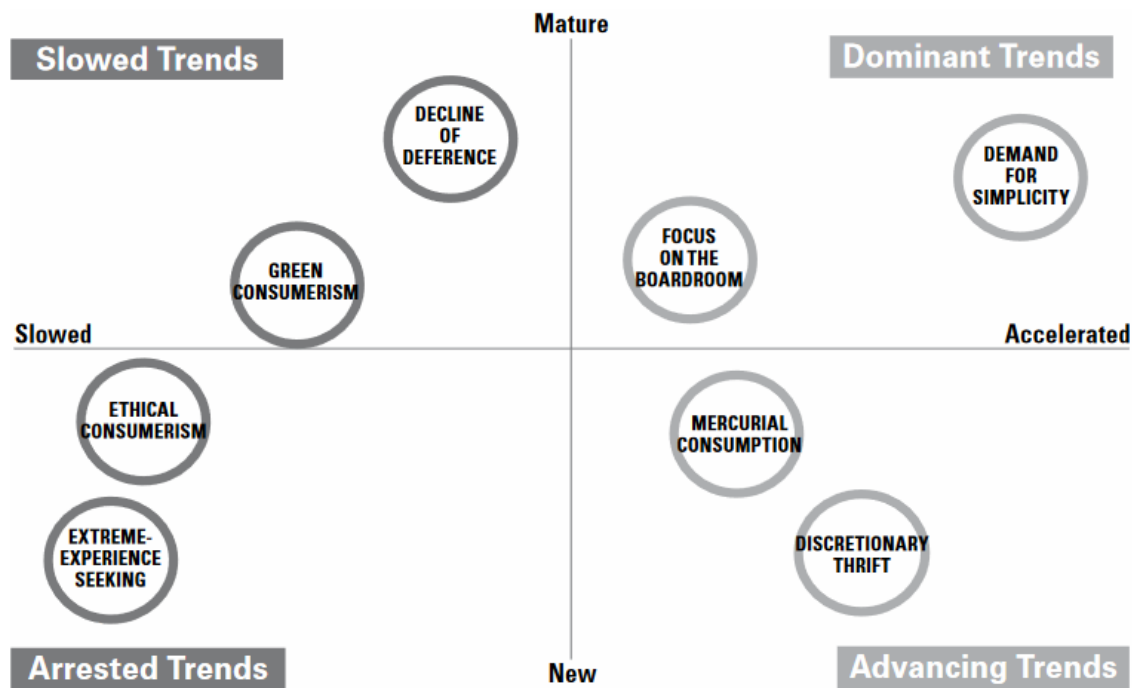 Mature
Slowed Trends
Dominant Trends
DECLINE
OF
DEFERENCE
DEMAND
FOR
SIMPLICITY
FOCUS
ON THE
BOARDROOM
GREEN
CONSUMERISM
Slowed
Accelerated
ETHICAL
CONSUMERISM
MERCURIAL
CONSUMPTION
EXTREME-
EXPERIENCE
SEEKING
DISCRETIONARY
THRIFT
Arrested Trends
New
Advancing Trends